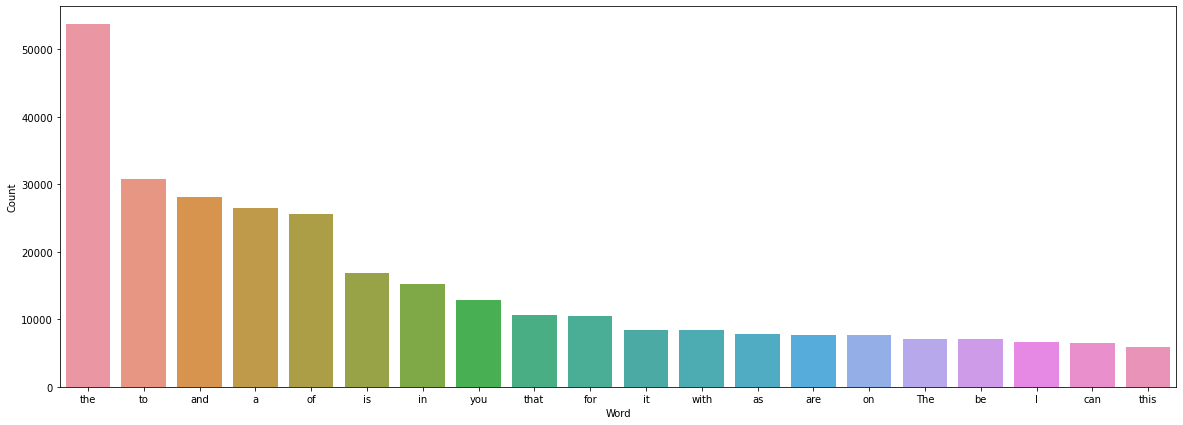 50000
40000
30000
20000
10000
0
Count
the to and a of is in you that for it with as are on The be I can this
Word